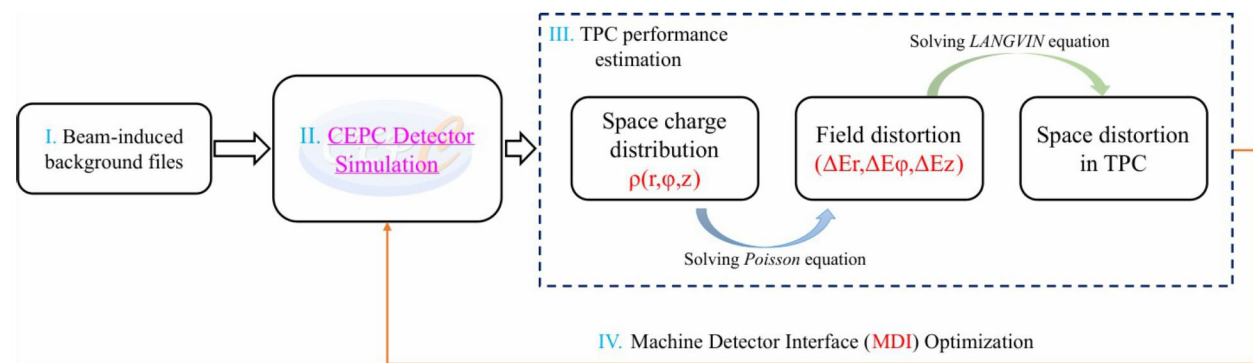 I. Beam-induced
background files
II. CEPC Detector
Simulation
III. TPC performance
estimation
Space charge
distribution
ρ(r,φ,z)
Solving Poisson equation
Field distortion
(ΔEr,ΔEφ,ΔEz)
Solving LANGVIN equation
Space distortion
in TPC
IV. Machine Detector Interface (MDI) Optimization